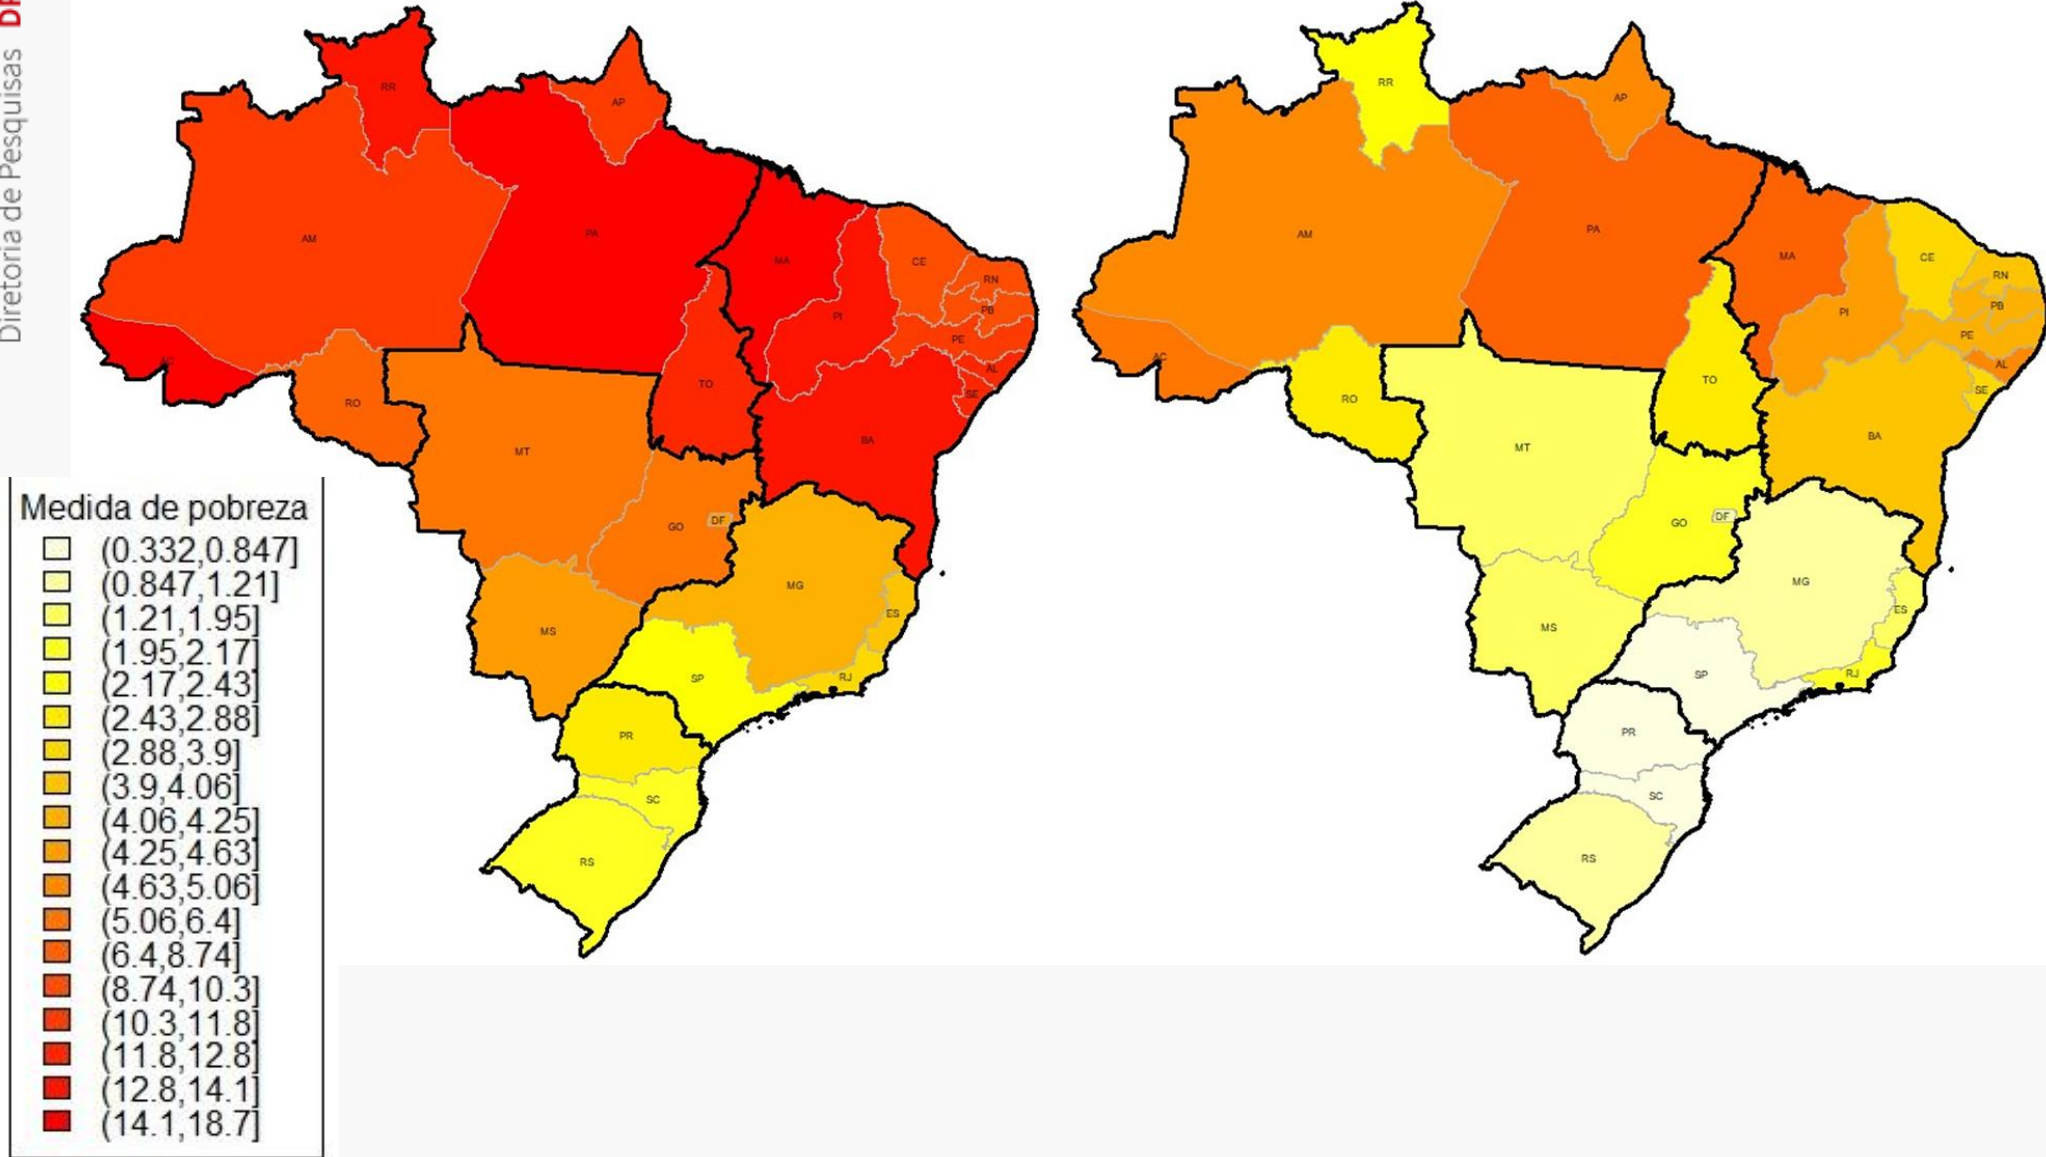 Diretoria de Pesquisas
RR
AP
AM
PA
MA
CE
RN
PB
PI
PE
AC
AL
TO
SE
RO
BA
MT
GO
DF
MG
ES
MS
SP
RJ
PR
SC
RS
RR
AP
AM
PA
MA
CE
RN
PB
PI
PE
AC
AL
TO
SE
RO
BA
MT
GO
DF
MG
ES
MS
SP
RJ
PR
SC
RS
Medida de pobreza
(0.332,0.847]
(0.847,1.21]
(1.21,1.95]
(1.95,2.17]
(2.17,2.43]
(2.43,2.88]
(2.88,3.9]
(3.9,4.06]
(4.06,4.25]
(4.25,4.63]
(4.63,5.06]
(5.06,6.4]
(6.4,8.74]
(8.74,10.3]
(10.3,11.8]
(11.8,12.8]
(12.8,14.1]
(14.1,18.7]